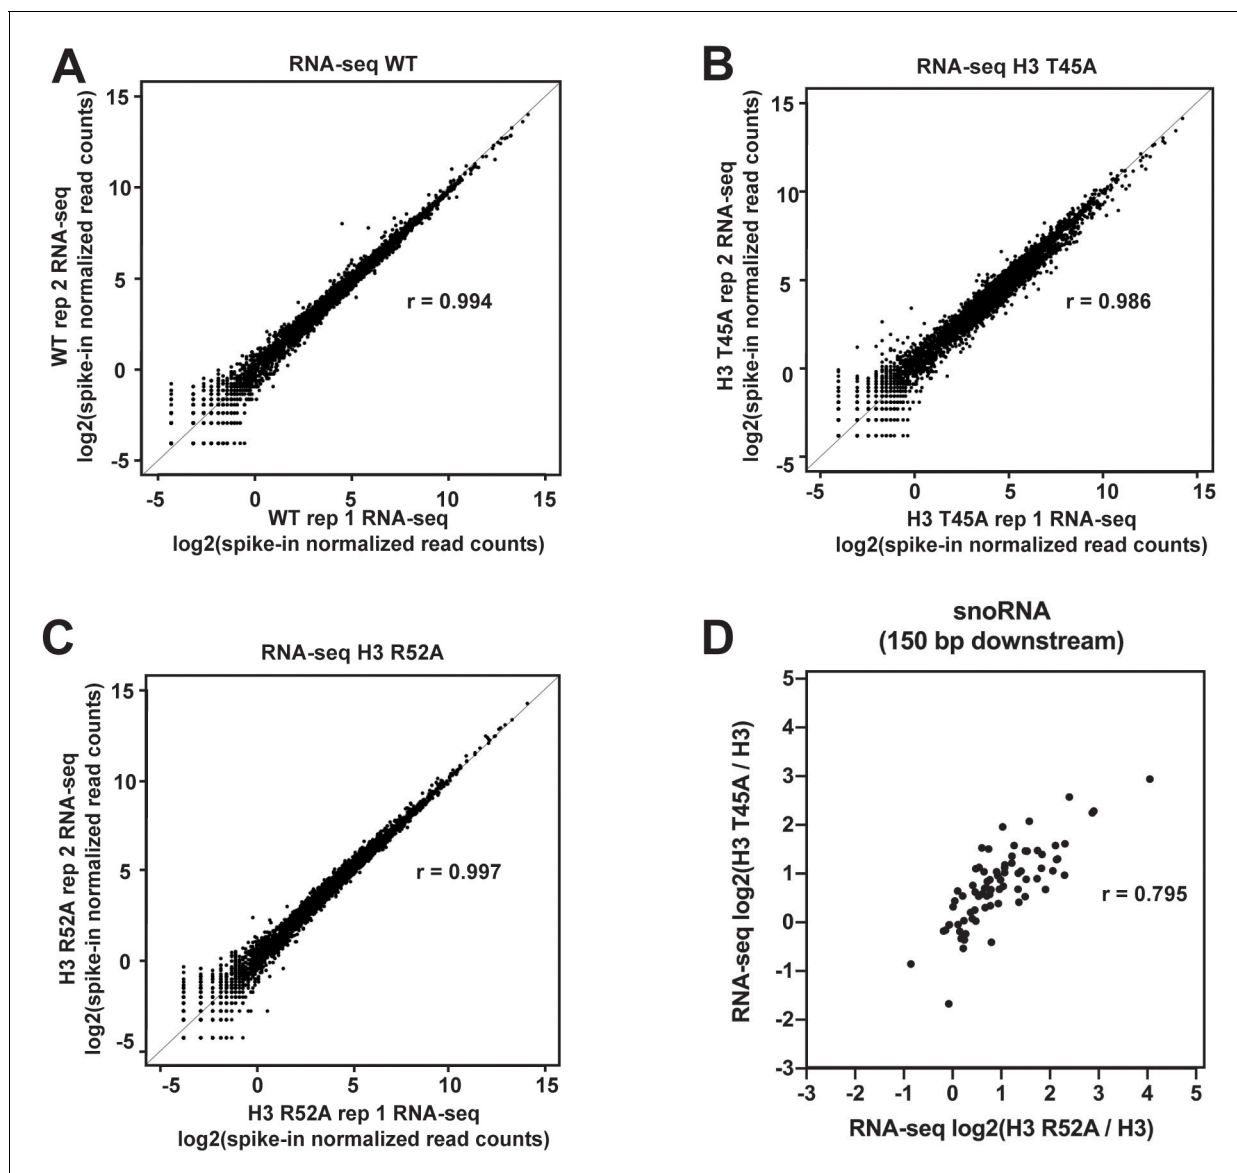 A
RNA-seq WT
WT rep 2 RNA-seq
log2(spike-in normalized read counts)
15
10
5
0
-5
r = 0.994
-5 0 5 10 15
WT rep 1 RNA-seq
log2(spike-in normalized read counts)
B
RNA-seq H3 T45A
H3 T45A rep 2 RNA-seq
log2(spike-in normalized read counts)
15
10
5
0
-5
r = 0.986
-5 0 5 10 15
H3 T45A rep 1 RNA-seq
log2(spike-in normalized read counts)
C
RNA-seq H3 R52A
H3 R52A rep 2 RNA-seq
log2(spike-in normalized read counts)
15
10
5
0
-5
r = 0.997
-5 0 5 10 15
H3 R52A rep 1 RNA-seq
log2(spike-in normalized read counts)
D
snoRNA
(150 bp downstream)
RNA-seq log2(H3 T45A / H3)
5
4
3
2
1
0
-1
-2
-3
r = 0.795
-3 -2 -1 0 1 2 3 4 5
RNA-seq log2(H3 R52A / H3)